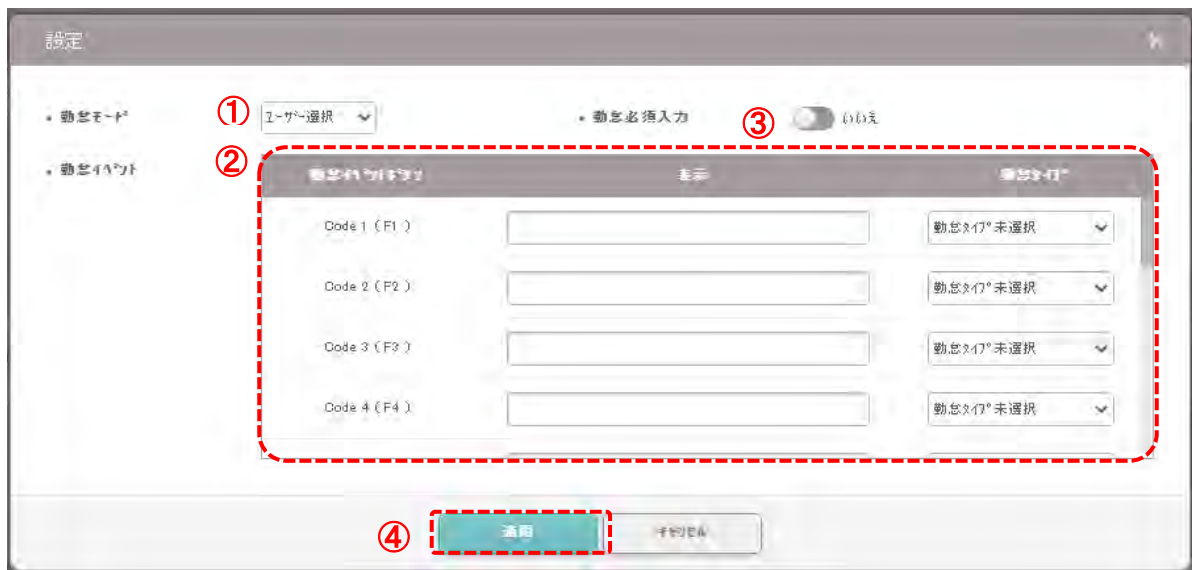 設定
• 勤怠モード ① ユーザー選択 • 勤怠必須入力 ③ いいえ
• 勤怠イベント ②
表示 勤怠タイプ
Code 1 ( F1 ) 勤怠タイプ未選択
Code 2 ( F2 ) 勤怠タイプ未選択
Code 3 ( F3 ) 勤怠タイプ未選択
Code 4 ( F4 ) 勤怠タイプ未選択
④ 適用 キャンセル